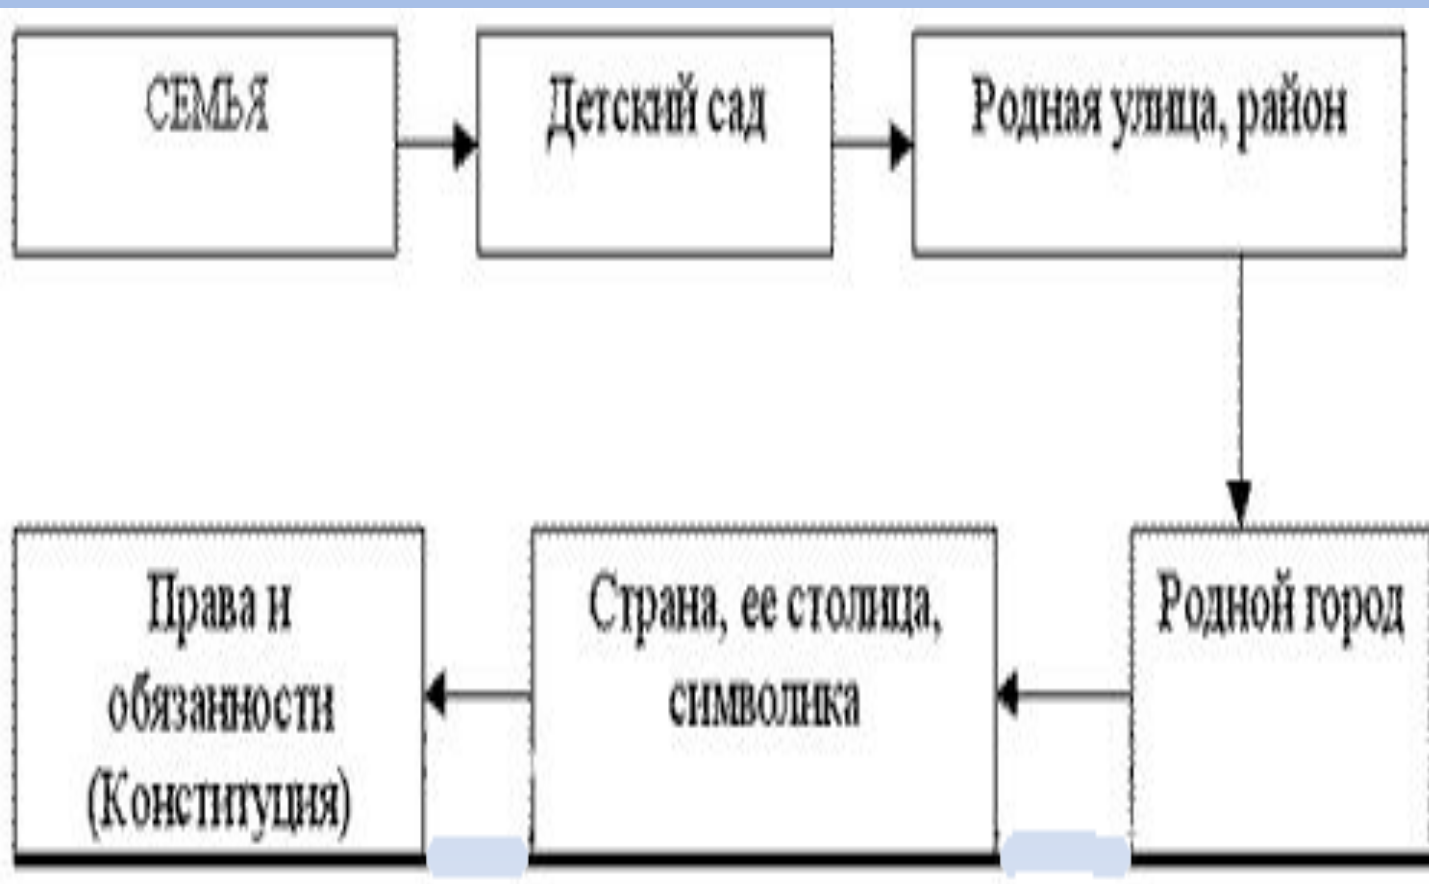 СЕМЬЯ
Детский сад
Родная улица, район
Родной город
Страна, ее столица,
символика
Права и
обязанности
(Конституция)